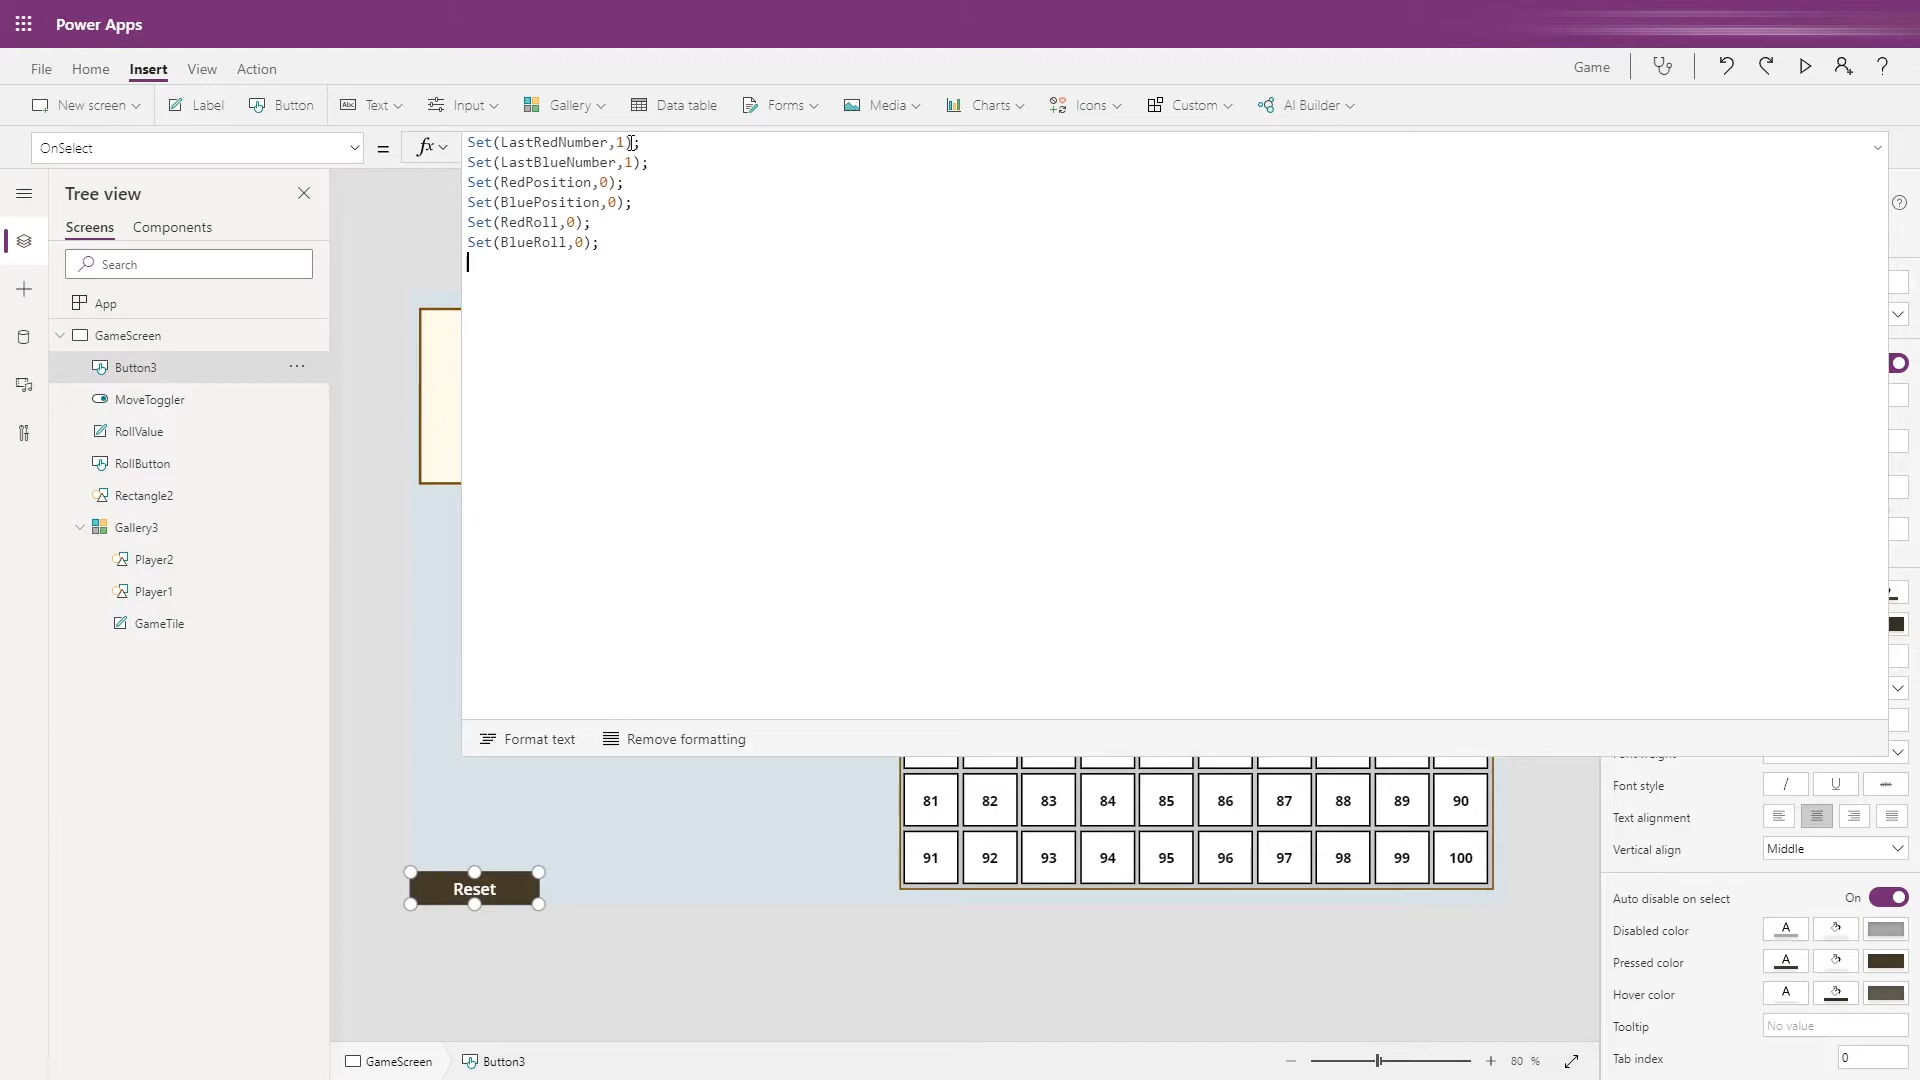 Power Apps
File Home Insert View Action Game
New screen Label Button Text Input Gallery Data table Forms Media Charts Icons Custom AI Builder
OnSelect = fx
Set(LastRedNumber,1);
Set(LastBlueNumber,1);
Set(RedPosition,0);
Set(BluePosition,0);
Set(RedRoll,0);
Set(BlueRoll,0);
Tree view
Screens Components
Search
App
GameScreen
Button3
MoveToggler
RollValue
RollButton
Rectangle2
Gallery3
Player2
Player1
GameTile
Format text Remove formatting
81 82 83 84 85 86 87 88 89 90
91 92 93 94 95 96 97 98 99 100
Reset
Font style
Text alignment
Vertical align Middle
Auto disable on select On
Disabled color
Pressed color
Hover color
Tooltip No value
Tab index 0
GameScreen Button3 80 %